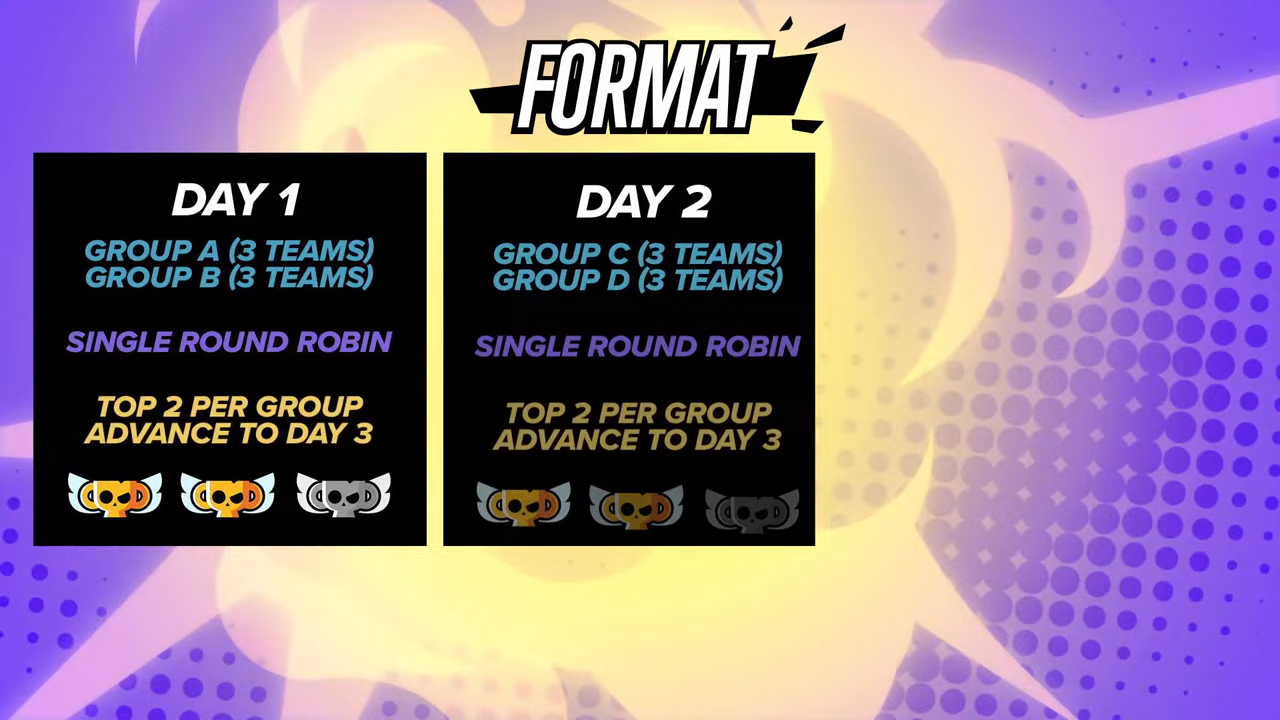 FORMAT
DAY 1
GROUP A (3 TEAMS)
GROUP B (3 TEAMS)
SINGLE ROUND ROBIN
TOP 2 PER GROUP
ADVANCE TO DAY 3
DAY 2
GROUP C (3 TEAMS)
GROUP D (3 TEAMS)
SINGLE ROUND ROBIN
TOP 2 PER GROUP
ADVANCE TO DAY 3